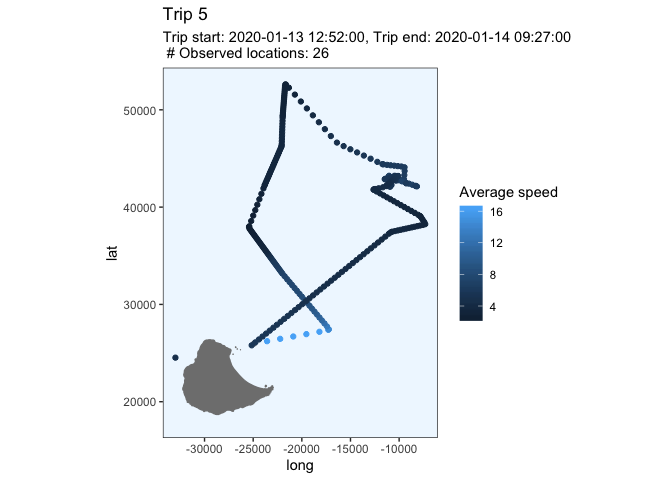 Trip 5
Trip start: 2020-01-13 12:52:00, Trip end: 2020-01-14 09:27:00
# Observed locations: 26
50000
40000
30000
20000
lat
-30000 -25000 -20000 -15000 -10000
long
Average speed
16
12
8
4